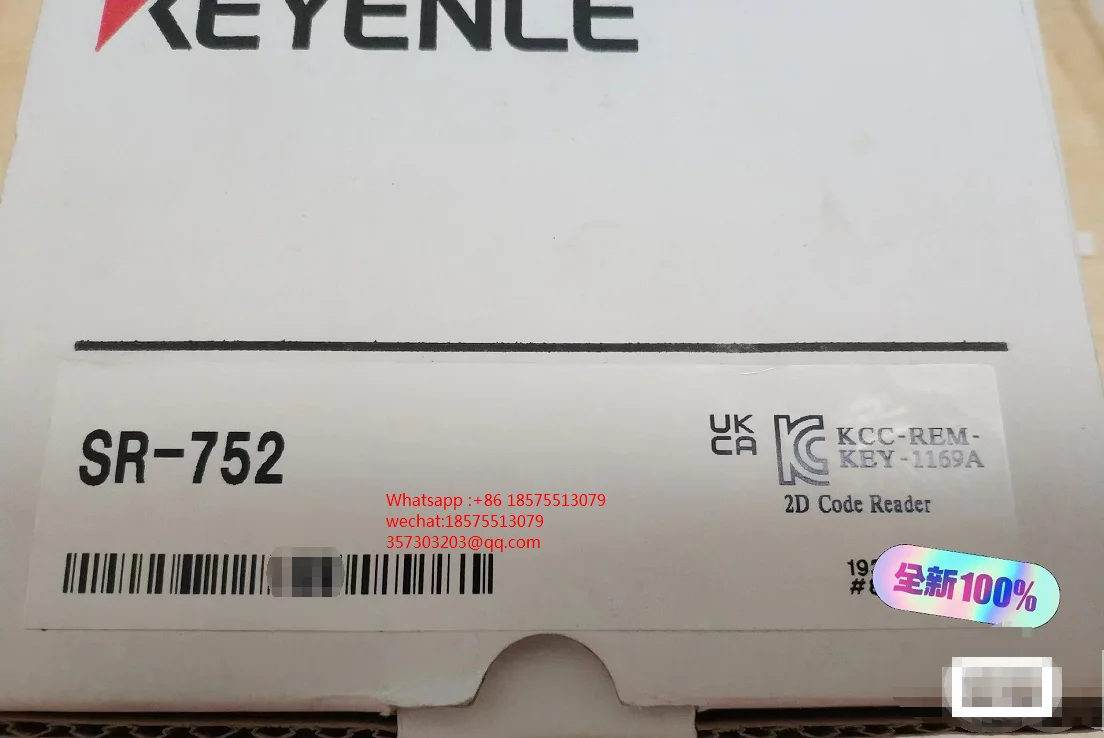 KEYENCE
SR-752
UK
CA
KCC-REM-
KEY-1169A
2D Code Reader
Whatsapp :+86 18575513079
wechat:18575513079
357303203@qq.com
全新100%